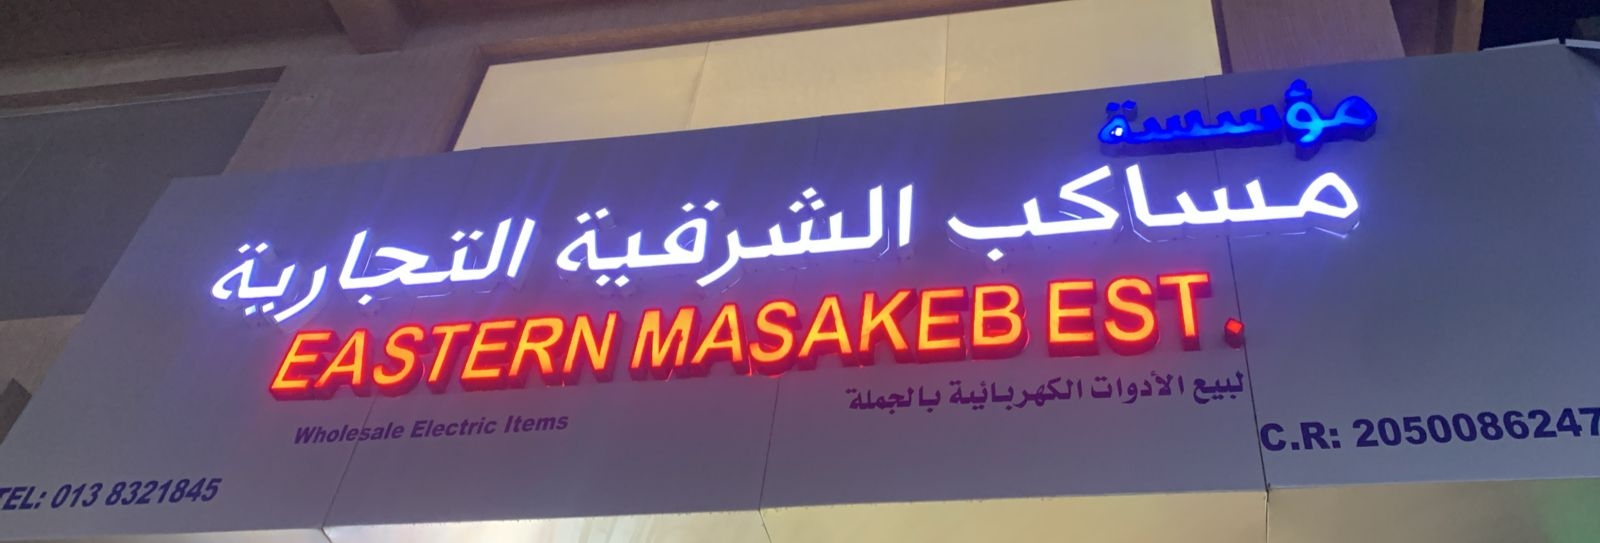 مؤسسة
مساكب الشرقية التجارية
EASTERN MASAKEB EST.
لبيع الأدوات الكهربائية بالجملة
Wholesale Electric Items
C.R: 2050086247
TEL: 013 8321845